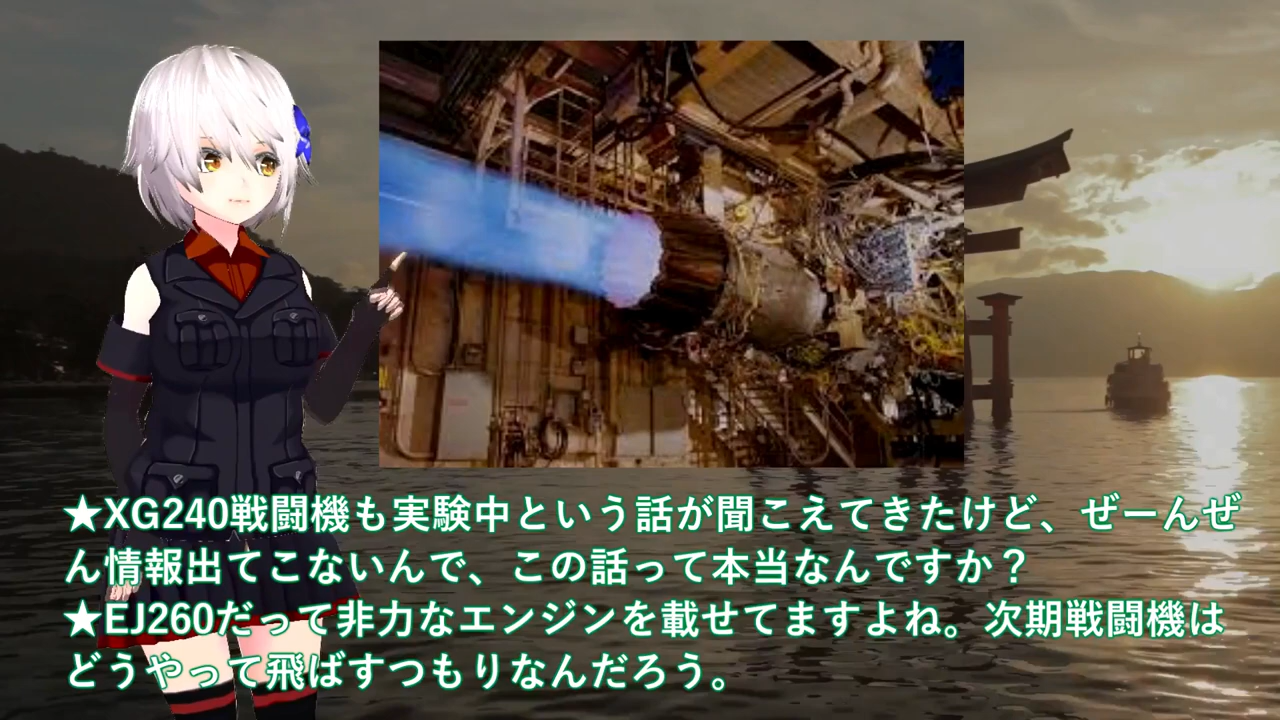 ★XG240戦闘機も実験中という話が聞こえてきたけど、ぜーんぜ
ん情報出てこないんで、この話って本当なんですか？
★EJ260だって非力なエンジンを載せてますよね。次期戦闘機は
どうやって飛ばすつもりなんだろう。